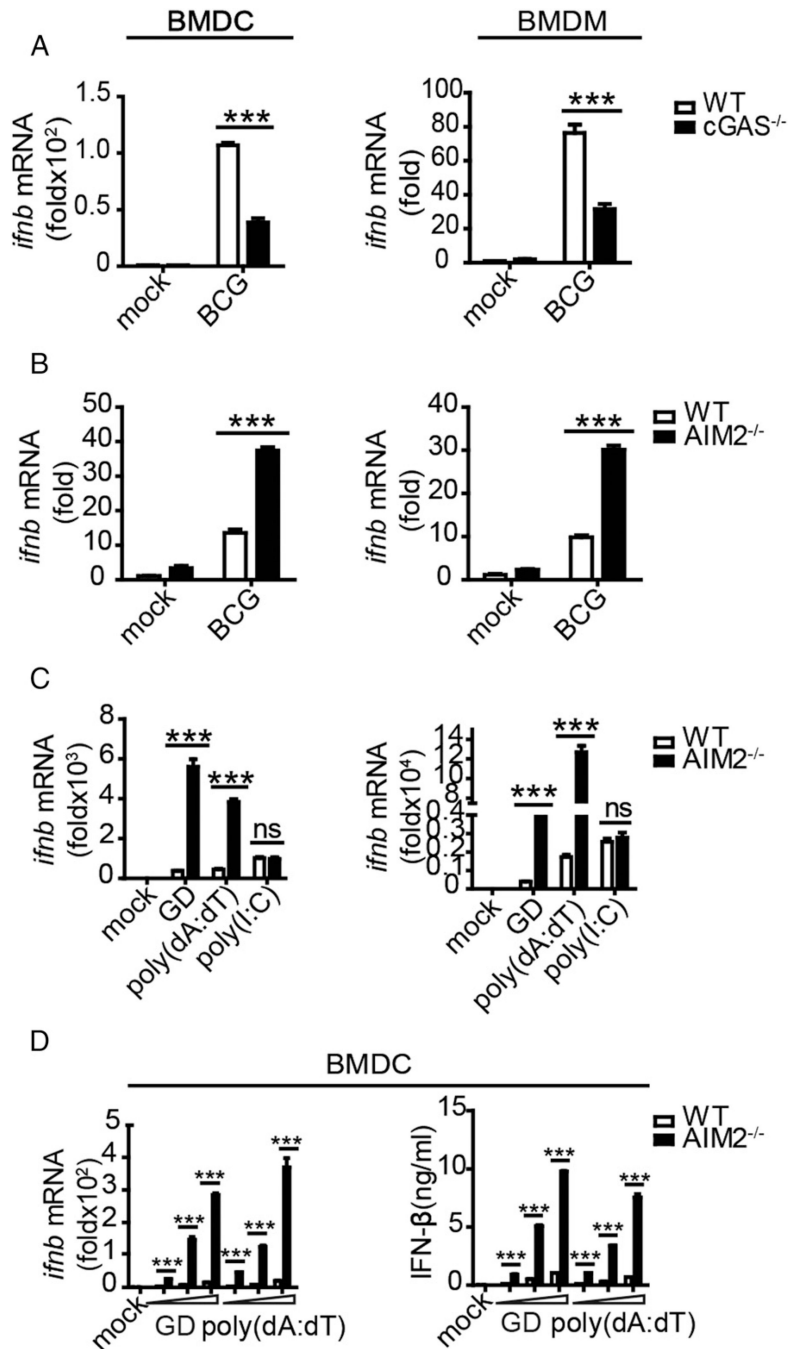 BMDC
BMDM
A
1.5
1.0
0.5
0
ifnb mRNA
(foldx10²)
***
mock
BCG
100
80
60
40
20
0
ifnb mRNA
(fold)
***
mock
BCG
WT
cGAS-/-
B
50
40
30
20
10
0
ifnb mRNA
(fold)
***
mock
BCG
40
30
20
10
0
ifnb mRNA
(fold)
***
mock
BCG
WT
AIM2-/-
C
8
6
4
2
0
ifnb mRNA
(foldx10³)
***
***
ns
mock
GD
poly(dA:dT)
poly(I:C)
14
12
10
8
0.4
0.3
0.2
0.1
0
ifnb mRNA
(foldx10⁴)
***
***
ns
mock
GD
poly(dA:dT)
poly(I:C)
WT
AIM2-/-
D
BMDC
5
4
3
2
1
0
ifnb mRNA
(foldx10²)
***
***
***
***
***
***
mock
GD poly(dA:dT)
15
10
5
0
IFN-β(ng/ml)
***
***
***
***
***
***
mock
GD poly(dA:dT)
WT
AIM2-/-